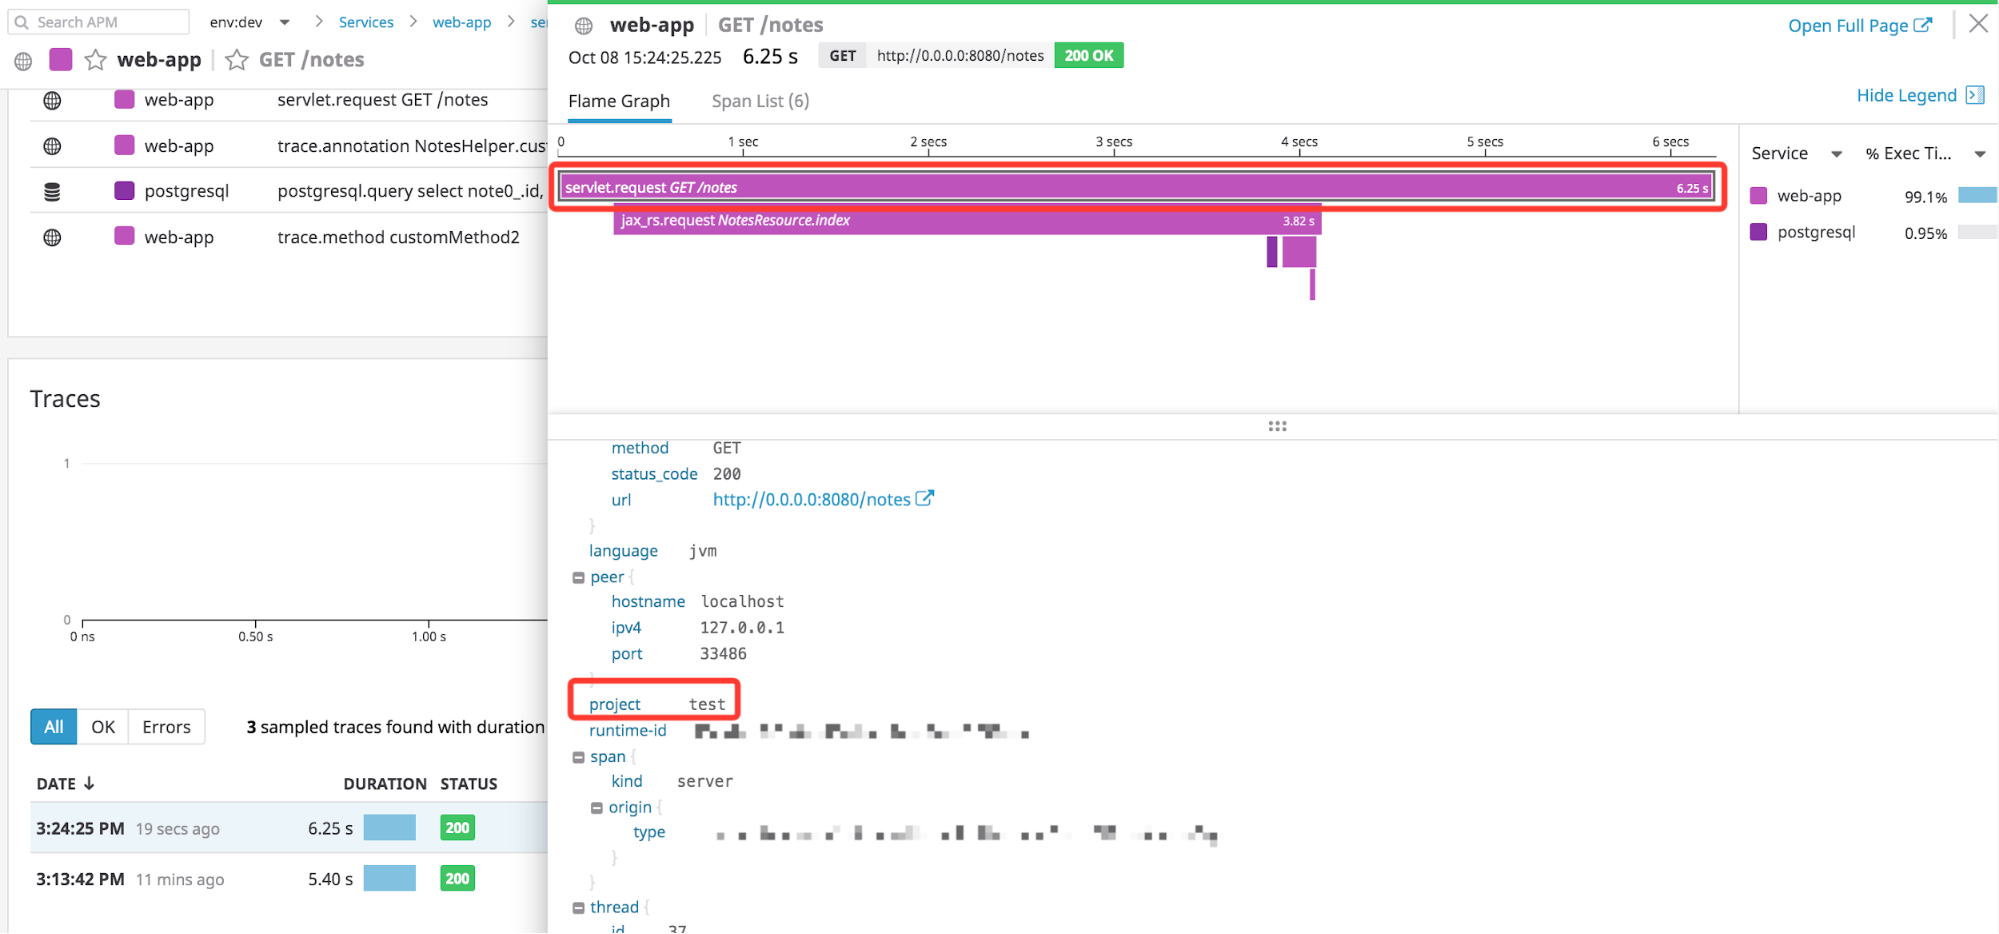 Search APM
env:dev
Services
web-app
web-app
GET /notes
web-app servlet.request GET /notes
web-app trace.annotation NotesHelper.cus
postgresql postgresql.query select note0_.id,
web-app trace.method customMethod2
Traces
1
0
0 ns 0.50 s 1.00 s
All OK Errors 3 sampled traces found with duration
DATE DURATION STATUS
3:24:25 PM 19 secs ago 6.25 s 200
3:13:42 PM 11 mins ago 5.40 s 200
web-app GET /notes Open Full Page
Oct 08 15:24:25.225 6.25 s GET http://0.0.0.0:8080/notes 200 OK
Flame Graph Span List (6) Hide Legend
0 1 sec 2 secs 3 secs 4 secs 5 secs 6 secs
servlet.request GET /notes 6.25 s
jax_rs.request NotesResource.index 3.82 s
Service % Exec Ti...
web-app 99.1%
postgresql 0.95%
method GET
status_code 200
url http://0.0.0.0:8080/notes
}
language jvm
peer {
hostname localhost
ipv4 127.0.0.1
port 33486
}
project test
runtime-id
span {
kind server
origin {
type
}
}
thread {
id 37